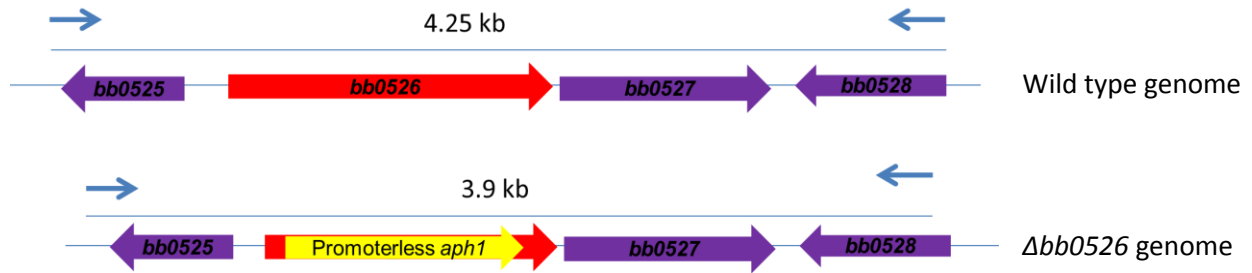 4.25 kb
bb0525 bb0526 bb0527 bb0528 Wild type genome
3.9 kb
bb0525 Promoterless aph1 bb0527 bb0528 Δbb0526 genome